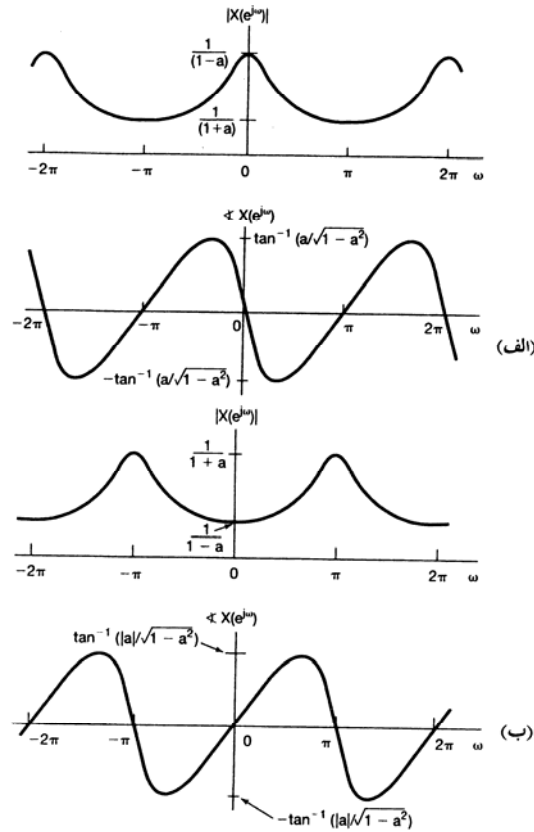 |X(e^{jω})|
1/(1−a)
1/(1+a)
−2π −π 0 π 2π ω
∢ X(e^{jω})
tan⁻¹ (a/√1 − a²)
−2π −π 0 π 2π ω
(الف)
−tan⁻¹ (a/√1 − a²)
|X(e^{jω})|
1/1 + a
1/1 − a
−2π −π 0 π 2π ω
∢ X(e^{jω})
tan⁻¹ (|a|/√1 − a²)
−2π −π 0 π 2π ω
(ب)
−tan⁻¹ (|a|/√1 − a²)